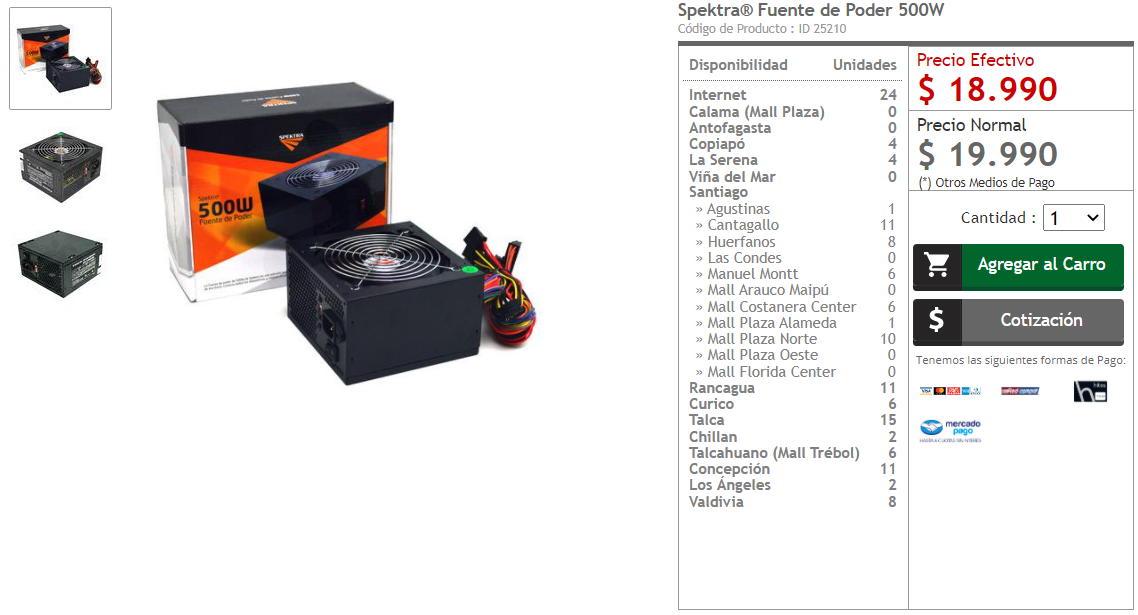 Spektra® Fuente de Poder 500W
Código de Producto : ID 25210
SPEKTRA
Spektra
500W
Fuente de Poder
Disponibilidad Unidades
Internet 24
Calama (Mall Plaza) 0
Antofagasta 0
Copiapó 4
La Serena 4
Viña del Mar 0
Santiago
» Agustinas 1
» Cantagallo 11
» Huerfanos 8
» Las Condes 0
» Manuel Montt 6
» Mall Arauco Maipú 0
» Mall Costanera Center 6
» Mall Plaza Alameda 1
» Mall Plaza Norte 10
» Mall Plaza Oeste 0
» Mall Florida Center 0
Rancagua 11
Curico 6
Talca 15
Chillan 2
Talcahuano (Mall Trébol) 6
Concepción 11
Los Ángeles 2
Valdivia 8
Precio Efectivo
$ 18.990
Precio Normal
$ 19.990
(*) Otros Medios de Pago
Cantidad : 1
Agregar al Carro
$ Cotización
Tenemos las siguientes formas de Pago:
VISA
mercado
pago